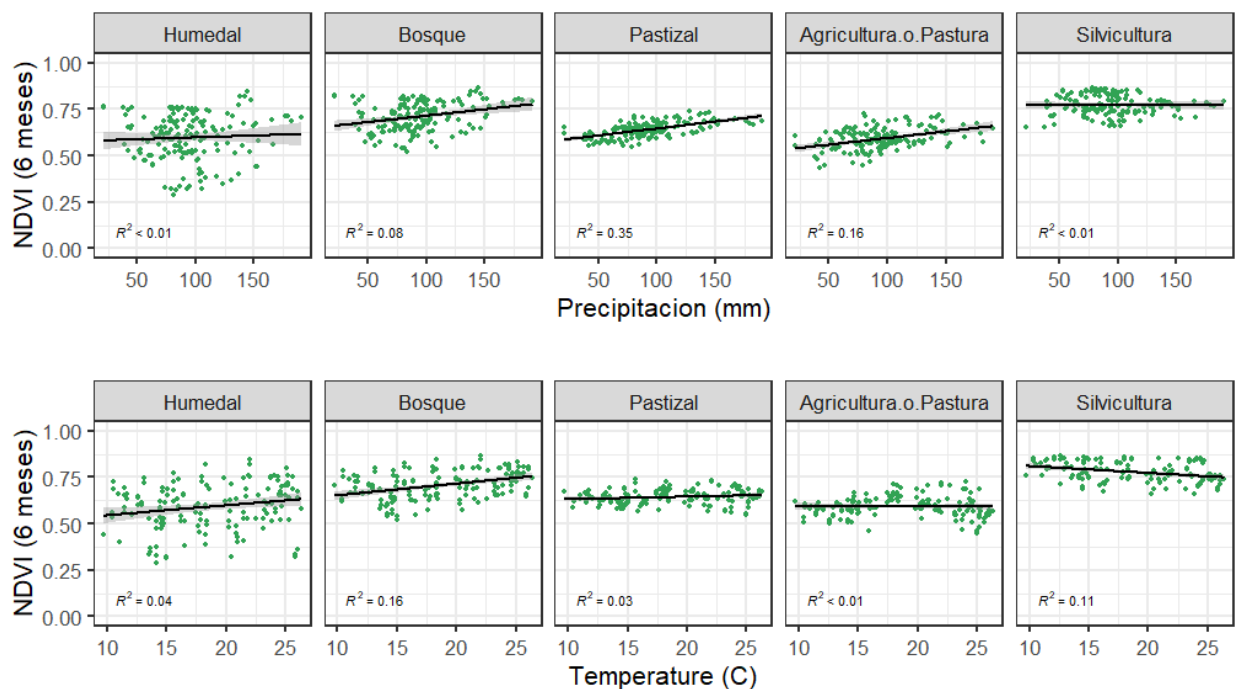 Humedal Bosque Pastizal Agricultura.o.Pastura Silvicultura
NDVI (6 meses)
1.00
0.75
0.50
0.25
0.00
R² < 0.01 R² = 0.08 R² = 0.35 R² = 0.16 R² < 0.01
50 100 150 50 100 150 50 100 150 50 100 150 50 100 150
Precipitacion (mm)
Humedal Bosque Pastizal Agricultura.o.Pastura Silvicultura
NDVI (6 meses)
1.00
0.75
0.50
0.25
0.00
R² = 0.04 R² = 0.16 R² = 0.03 R² < 0.01 R² = 0.11
10 15 20 25 10 15 20 25 10 15 20 25 10 15 20 25 10 15 20 25
Temperature (C)